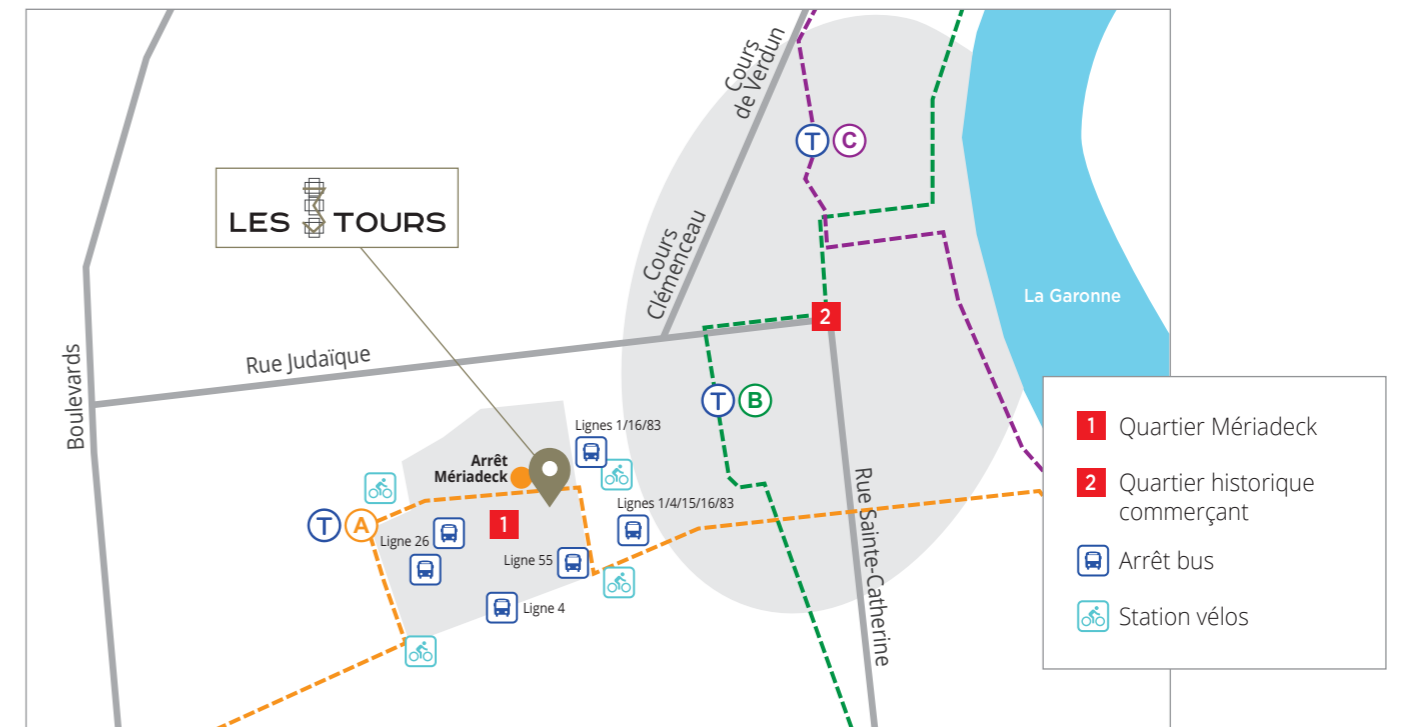 Cours
de Verdun
T C
LES 3 TOURS
Cours
Clémenceau
La Garonne
2
Rue Judaïque
Boulevards
T B
Lignes 1/16/83
Arrêt
Mériadeck
Rue Sainte-Catherine
Lignes 1/4/15/16/83
T A
1
Ligne 26
Ligne 55
Ligne 4
1 Quartier Mériadeck
2 Quartier historique
commerçant
Arrêt bus
Station vélos